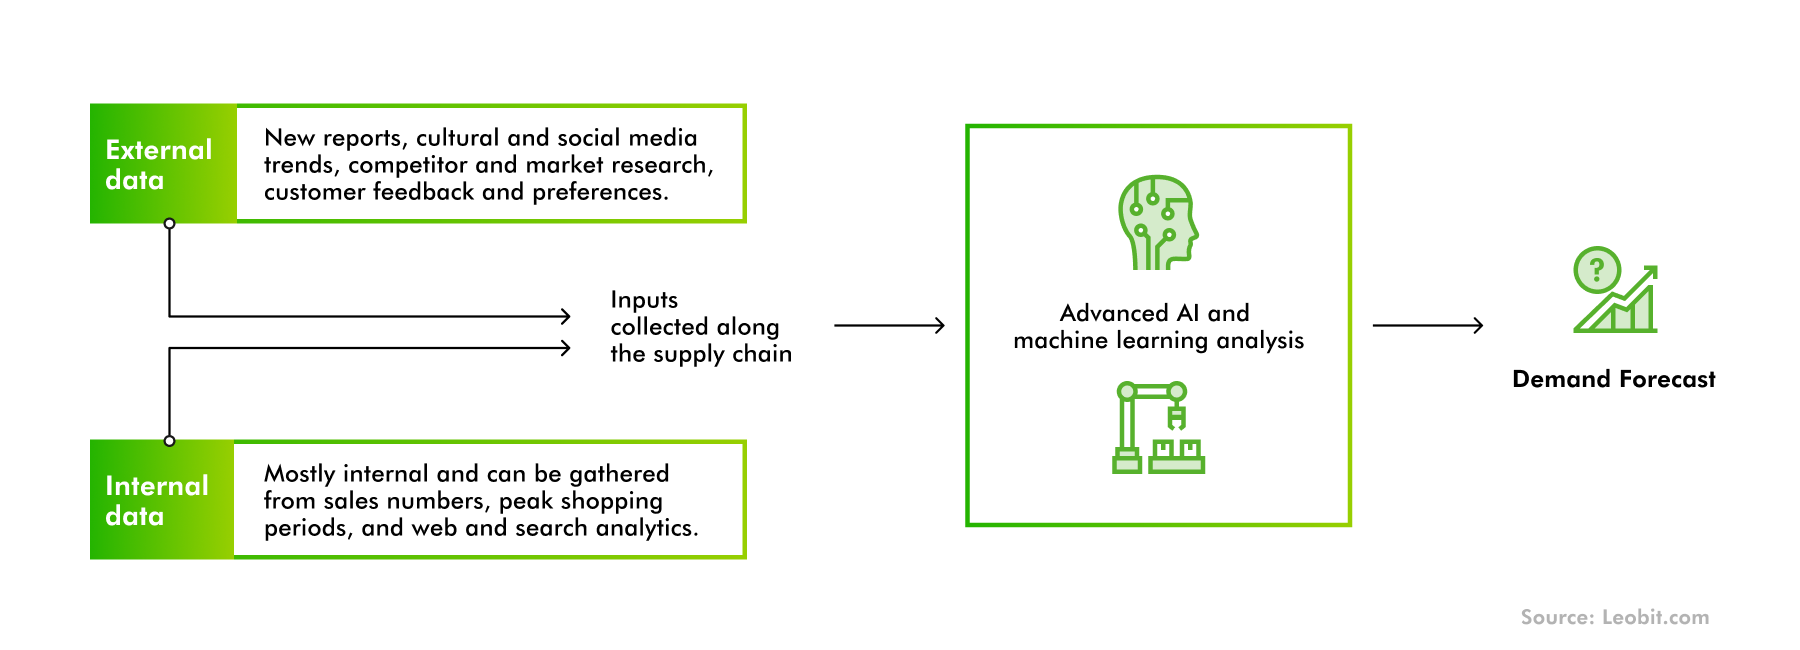 External
data
New reports, cultural and social media
trends, competitor and market research,
customer feedback and preferences.
Inputs
collected along
the supply chain
Advanced AI and
machine learning analysis
?
Demand Forecast
Internal
data
Mostly internal and can be gathered
from sales numbers, peak shopping
periods, and web and search analytics.
Source: Leobit.com